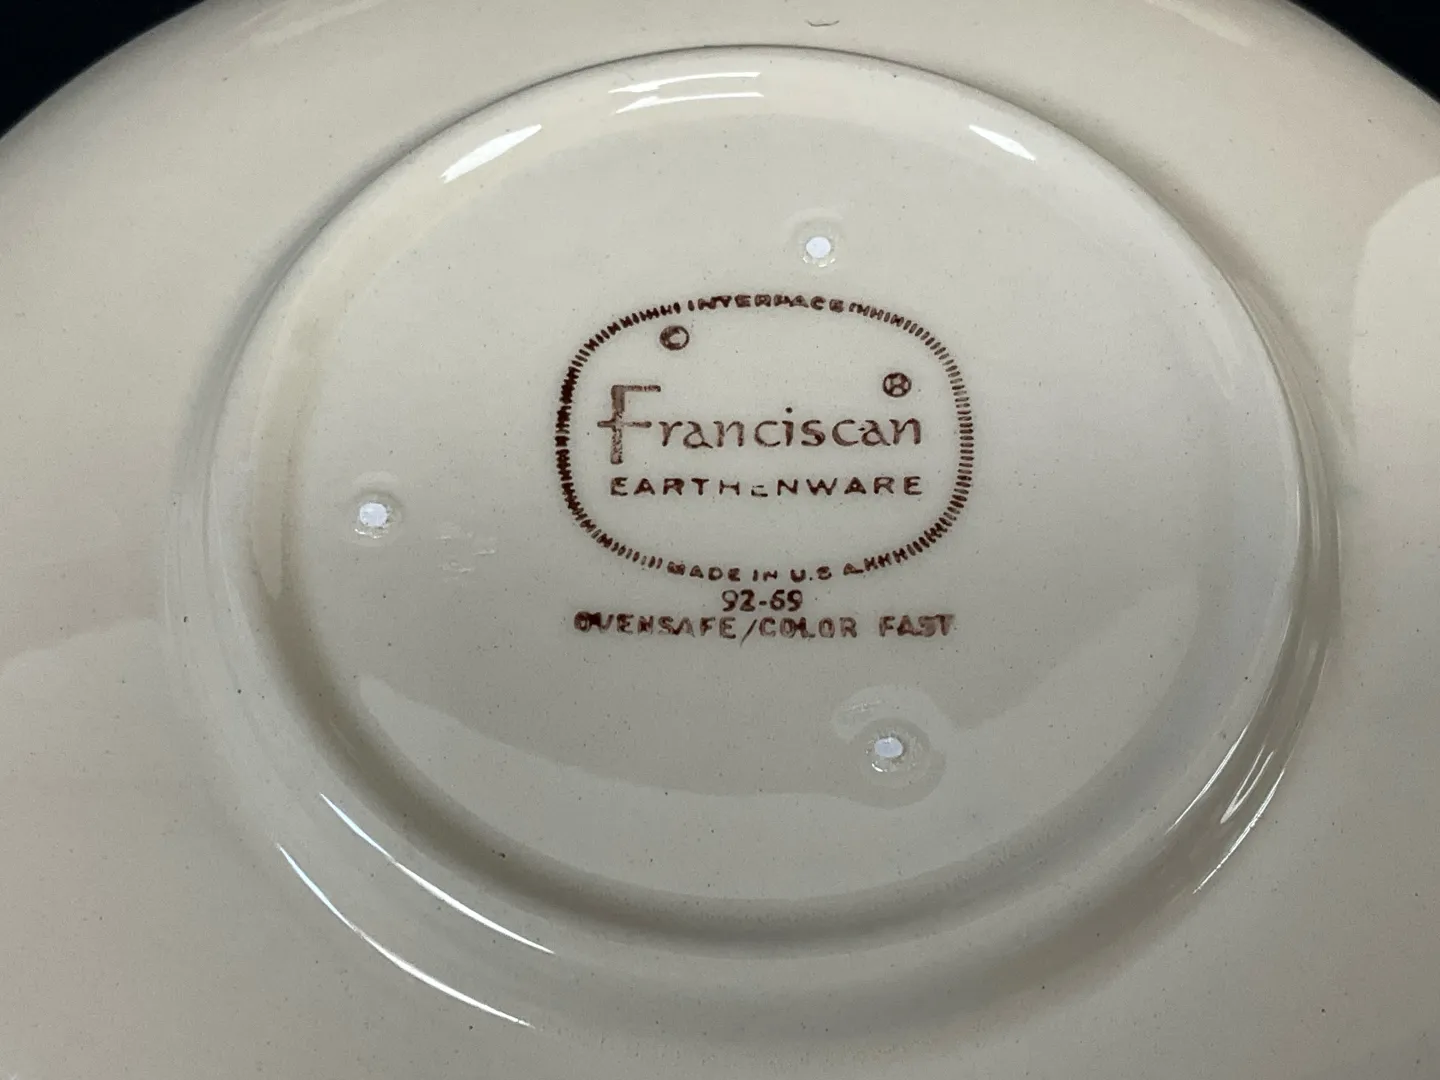 INTERPACE
©
®
Franciscan
EARTHENWARE
MADE IN U.S.A.
92-69
OVENSAFE/COLOR FAST